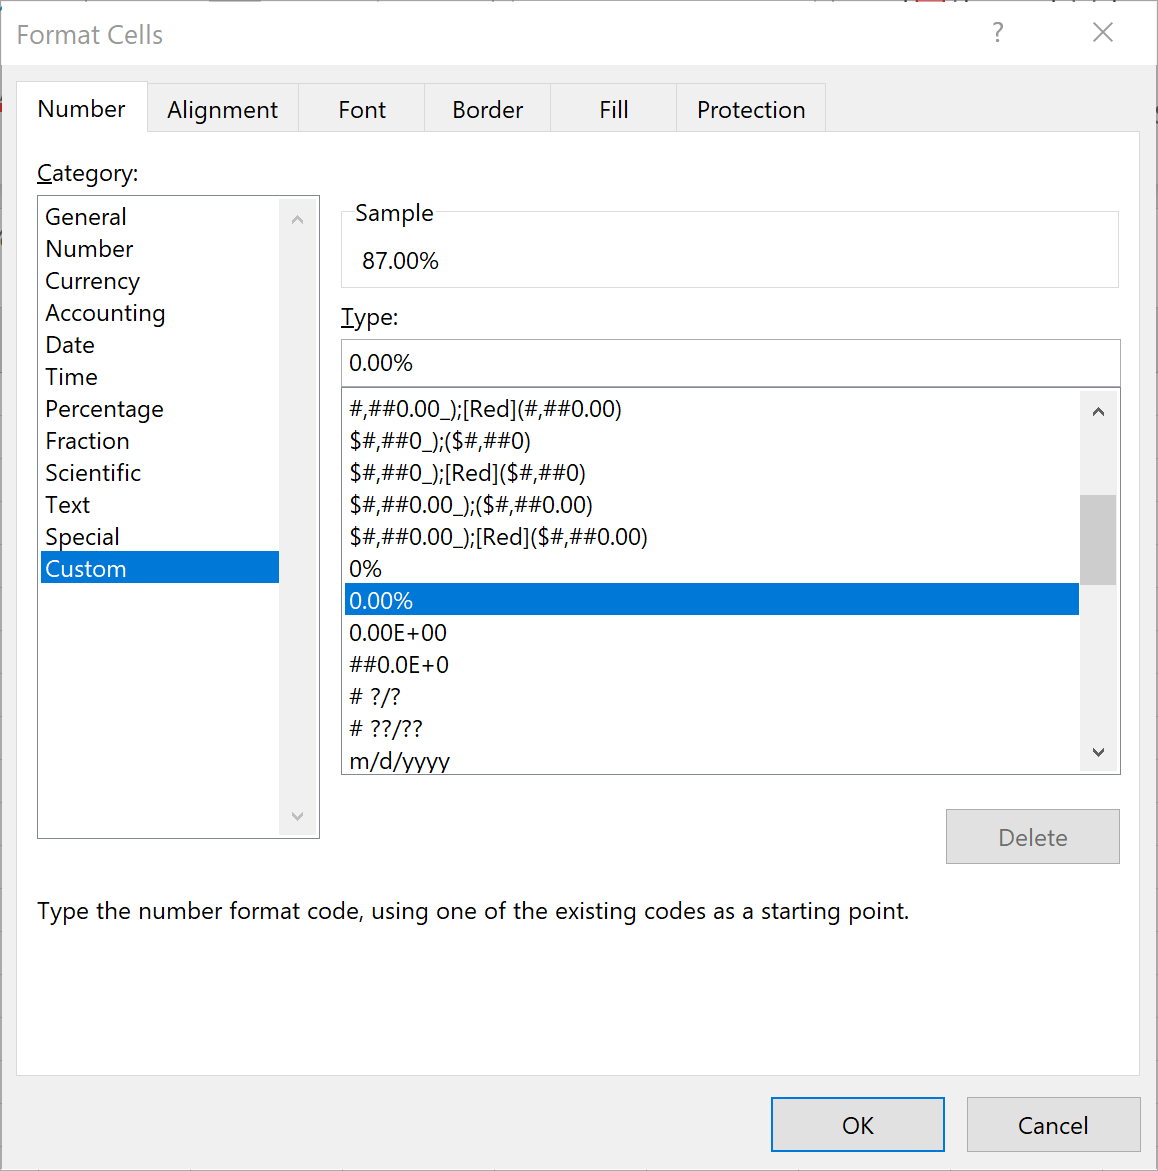 Format Cells
?
Number Alignment Font Border Fill Protection
Category:
General
Number
Currency
Accounting
Date
Time
Percentage
Fraction
Scientific
Text
Special
Custom
Sample
87.00%
Type:
0.00%
#,##0.00_);[Red](#,##0.00)
$#,##0_);($#,##0)
$#,##0_);[Red]($#,##0)
$#,##0.00_);($#,##0.00)
$#,##0.00_);[Red]($#,##0.00)
0%
0.00%
0.00E+00
##0.0E+0
# ?/?
# ??/??
m/d/yyyy
Delete
Type the number format code, using one of the existing codes as a starting point.
OK Cancel